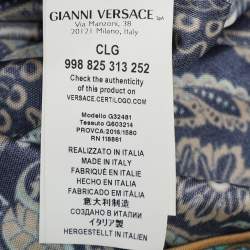 GIANNI VERSACE SpA
Via Manzoni, 38
20121 Milano, Italy
CLG
998 825 313 252
Check the authenticity
of this product on
VERSACE.CERTILOGO.COM
Modello G32481
Tessuto G603214
PROVCA 2016/1580
RN 118861
REALIZZATO IN ITALIA
MADE IN ITALY
FABRIQUÉ EN ITALIE
HECHO EN ITALIA
FABRICADO EM ITÁLIA
意大利制造
イタリア製
СОЗДАНО В ИТАЛИИ
HERGESTELLT IN ITALIEN